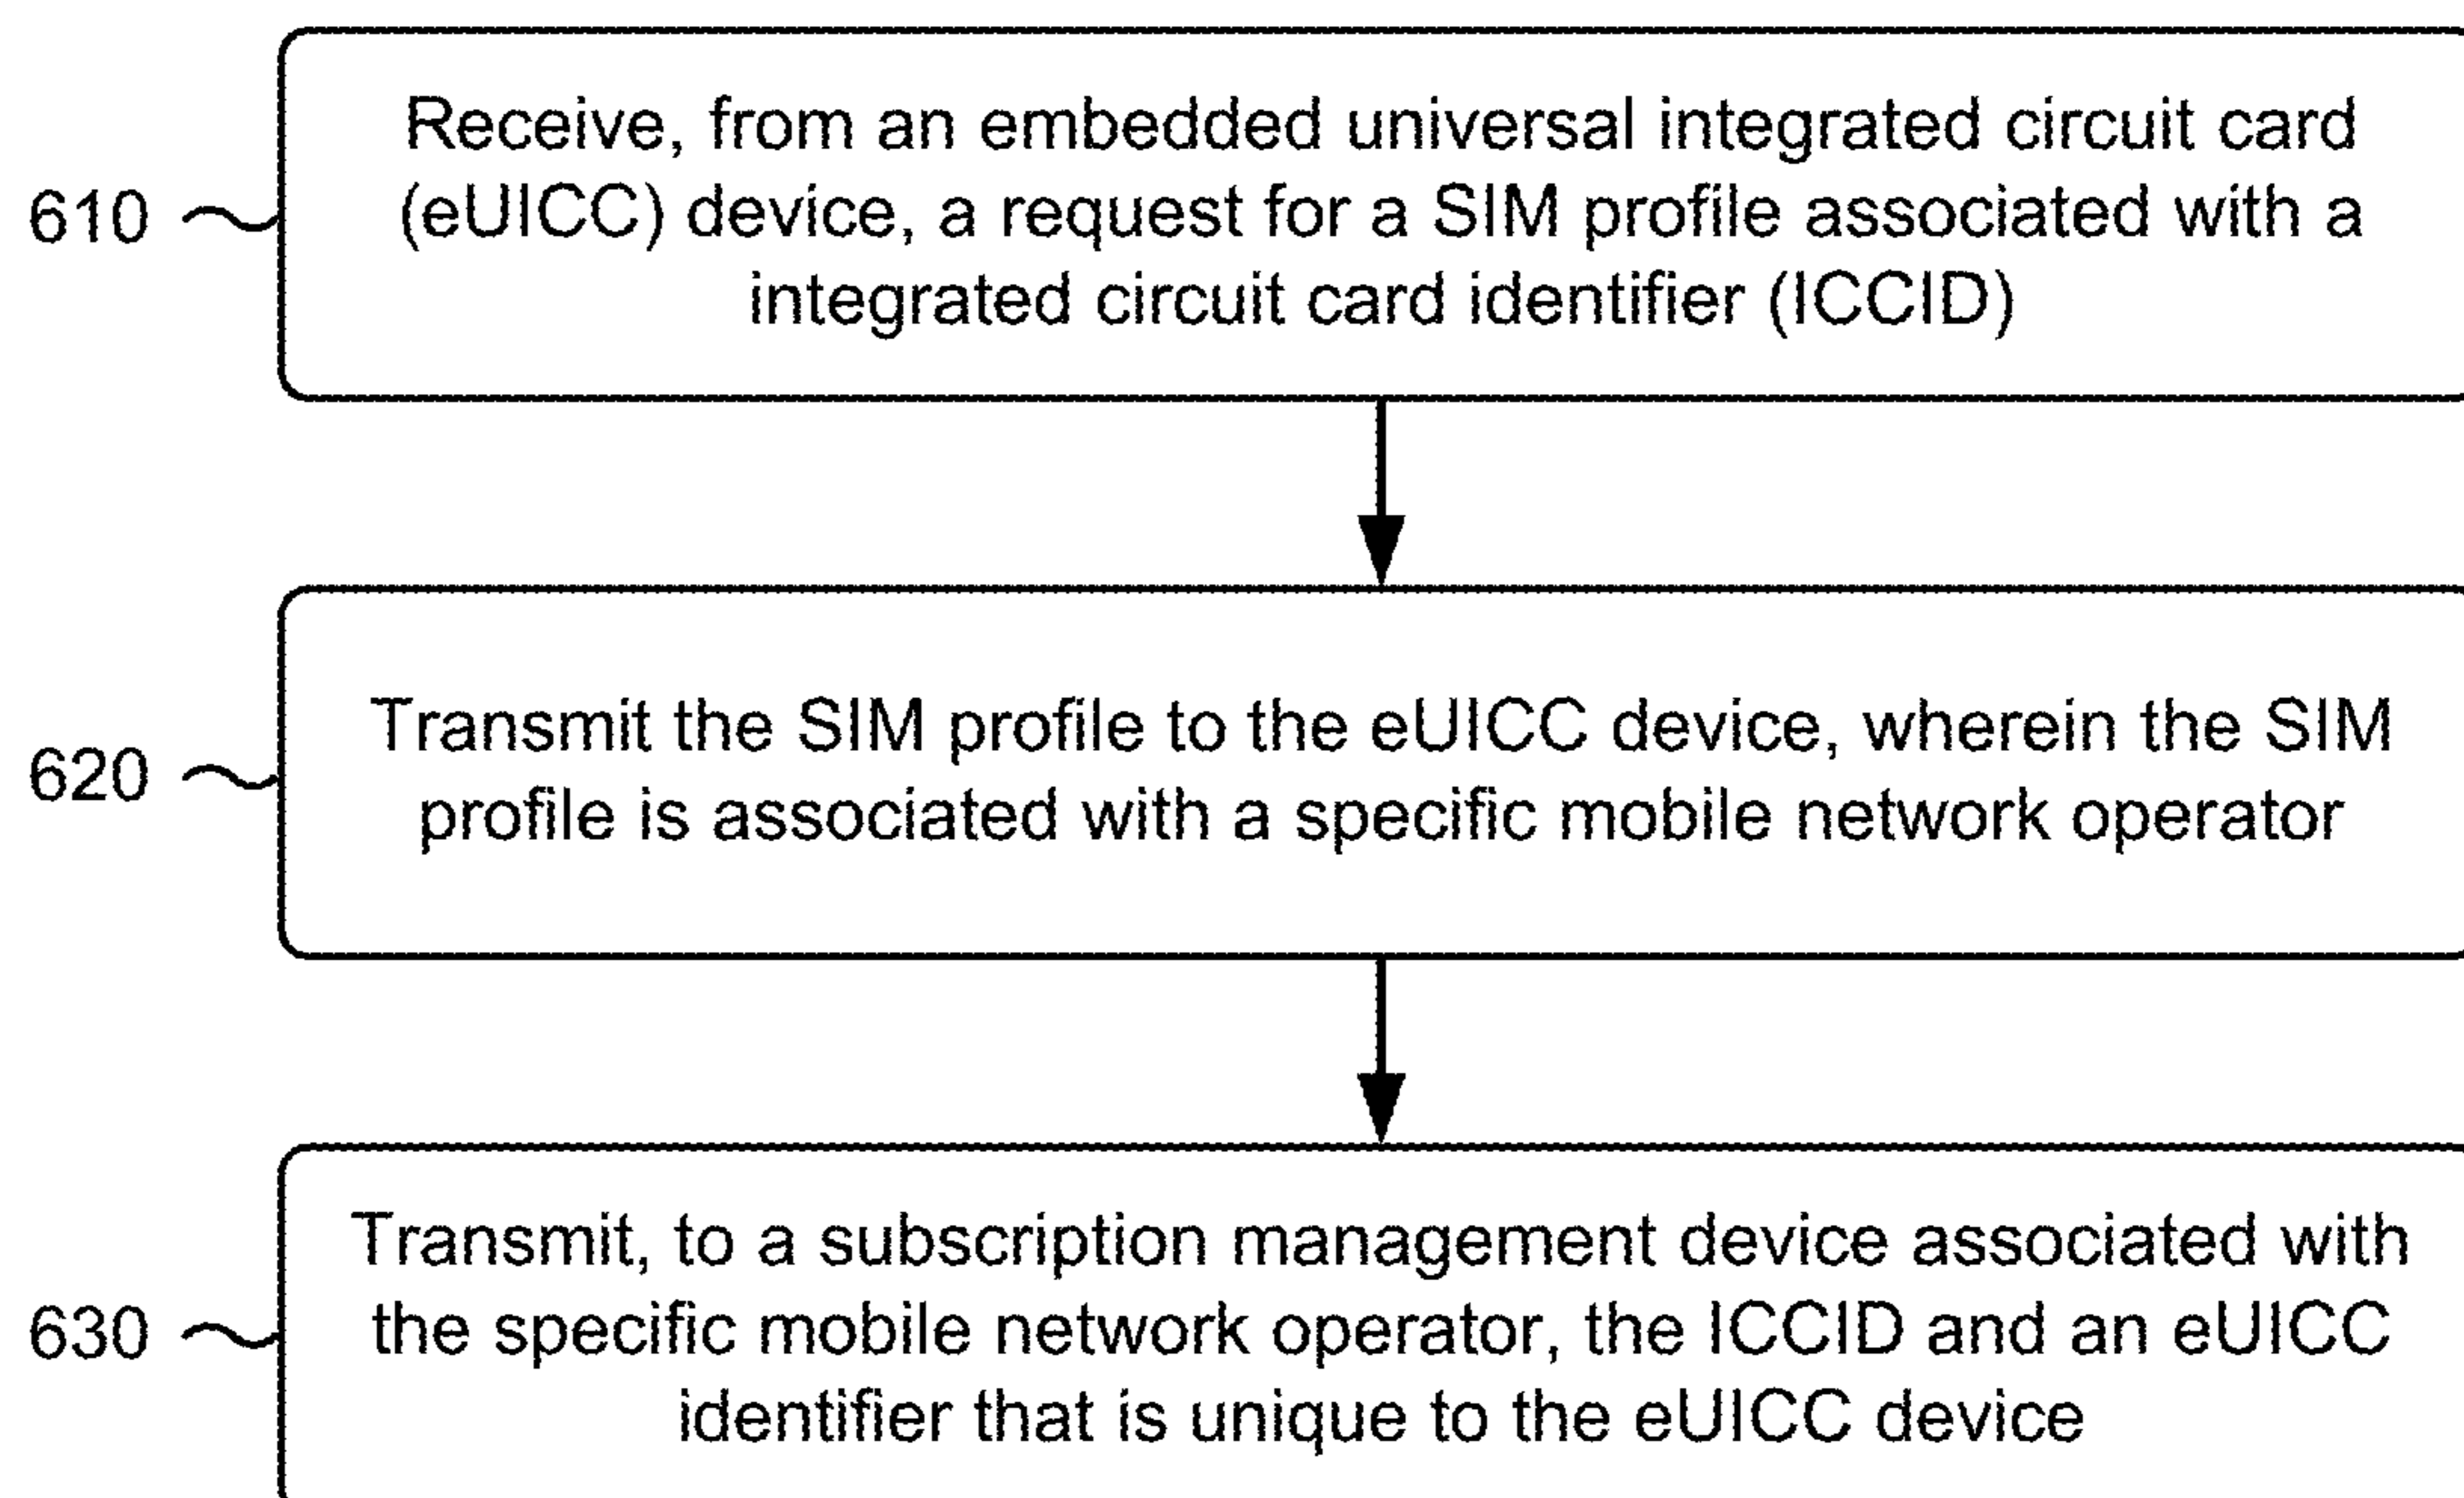 Receive, from an embedded universal integrated circuit card
610 (eUICC) device, a request for a SIM profile associated with a
integrated circuit card identifier (ICCID)
Transmit the SIM profile to the eUICC device, wherein the SIM
620
profile is associated with a specific mobile network operator
Transmit, to a subscription management device associated with
630 the specific mobile network operator, the ICCID and an eUICC
identifier that is unique to the eUICC device